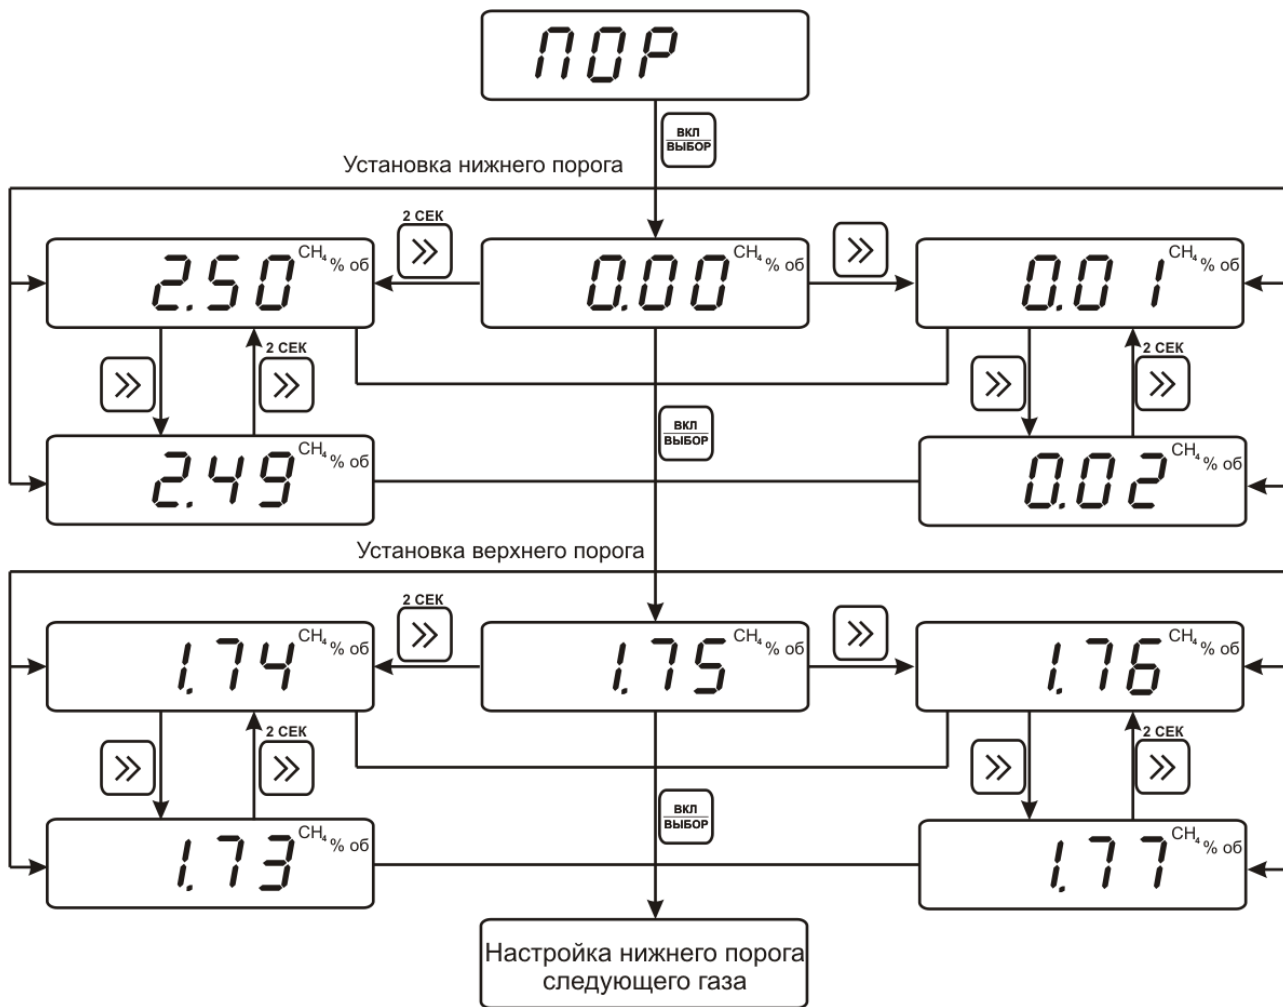 ПОР
ВКЛ
ВЫБОР
Установка нижнего порога
2 СЕК
2.50 CH₄ % об
0.00 CH₄ % об
0.01 CH₄ % об
2 СЕК
2 СЕК
ВКЛ
ВЫБОР
2.49 CH₄ % об
0.02 CH₄ % об
Установка верхнего порога
2 СЕК
1.74 CH₄ % об
1.75 CH₄ % об
1.76 CH₄ % об
2 СЕК
2 СЕК
ВКЛ
ВЫБОР
1.73 CH₄ % об
1.77 CH₄ % об
Настройка нижнего порога
следующего газа